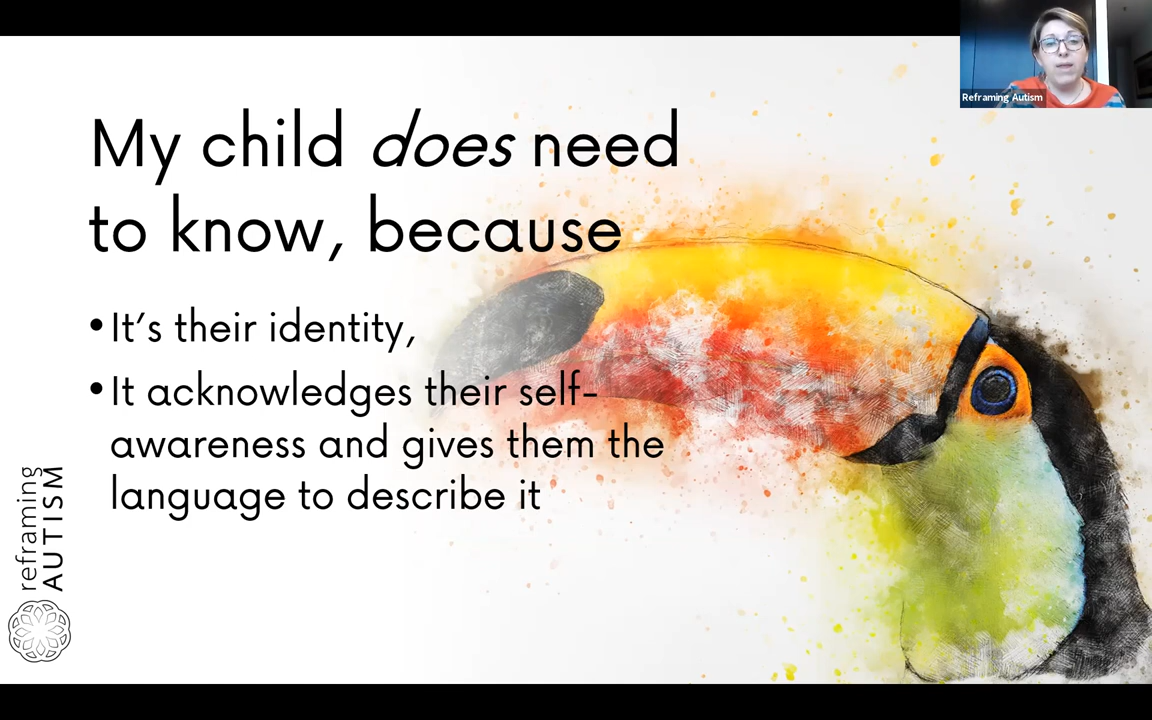 My child does need
to know, because
•It’s their identity,
•It acknowledges their self-
awareness and gives them the
language to describe it
reframing
AUTISM
Reframing Autism